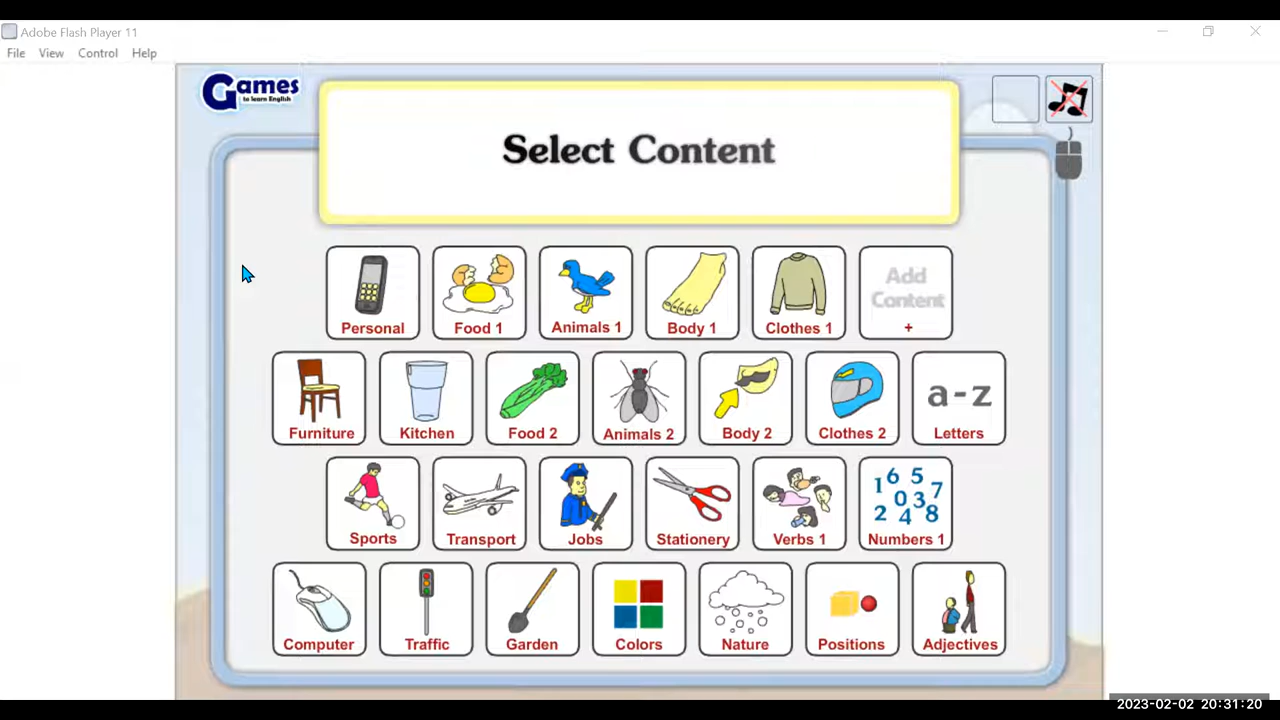 Adobe Flash Player 11
File View Control Help
Games
to learn English
Select Content
Personal Food 1 Animals 1 Body 1 Clothes 1 Add Content +
a-z
Furniture Kitchen Food 2 Animals 2 Body 2 Clothes 2 Letters
1 6 5 7 0 3 2 4 8
Sports Transport Jobs Stationery Verbs 1 Numbers 1
Computer Traffic Garden Colors Nature Positions Adjectives
2023-02-02 20:31:20